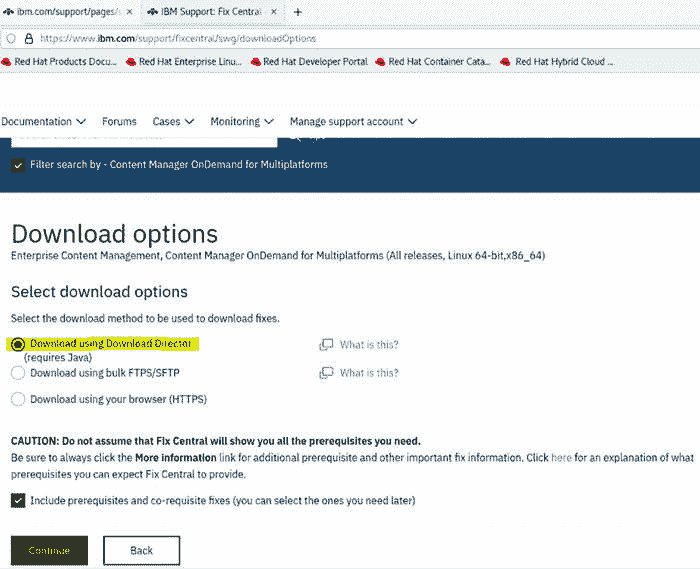 ibm.com/support/pages/s
IBM Support: Fix Central -
https://www.ibm.com/support/fixcentral/swg/downloadOptions
Red Hat Products Docu...
Red Hat Enterprise Linu...
Red Hat Developer Portal
Red Hat Container Cata...
Red Hat Hybrid Cloud ...
Documentation
Forums
Cases
Monitoring
Manage support account
Filter search by - Content Manager OnDemand for Multiplatforms
Download options
Enterprise Content Management, Content Manager OnDemand for Multiplatforms (All releases, Linux 64-bit,x86_64)
Select download options
Select the download method to be used to download fixes.
Download using Download Director
What is this?
(requires Java)
Download using bulk FTPS/SFTP
What is this?
Download using your browser (HTTPS)
CAUTION: Do not assume that Fix Central will show you all the prerequisites you need.
Be sure to always click the More information link for additional prerequisite and other important fix information. Click here for an explanation of what
prerequisites you can expect Fix Central to provide.
Include prerequisites and co-requisite fixes (you can select the ones you need later)
Continue
Back